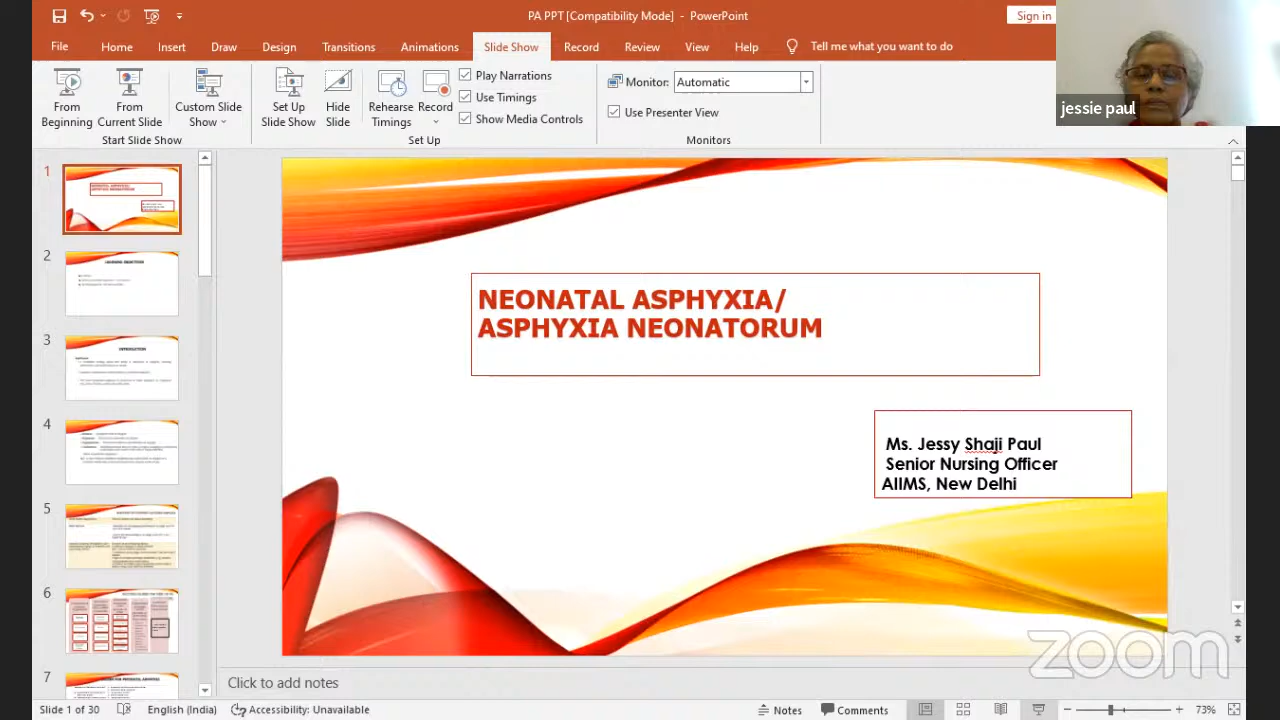 PA PPT [Compatibility Mode] - PowerPoint
Sign in
File Home Insert Draw Design Transitions Animations Slide Show Record Review View Help Tell me what you want to do
From Beginning
From Current Slide
Custom Slide Show
Set Up Slide Show
Hide Slide
Rehearse Timings
Record
Play Narrations
Use Timings
Show Media Controls
Monitor: Automatic
Use Presenter View
Start Slide Show
Set Up
Monitors
jessie paul
1
2
LEARNING OBJECTIVES
3
INTRODUCTION
4
5
6
7
NEONATAL ASPHYXIA/
ASPHYXIA NEONATORUM
Ms. Jessy Shaji Paul
Senior Nursing Officer
AIIMS, New Delhi
zoom
Click to add notes
Slide 1 of 30 English (India) Accessibility: Unavailable Notes Comments 73%